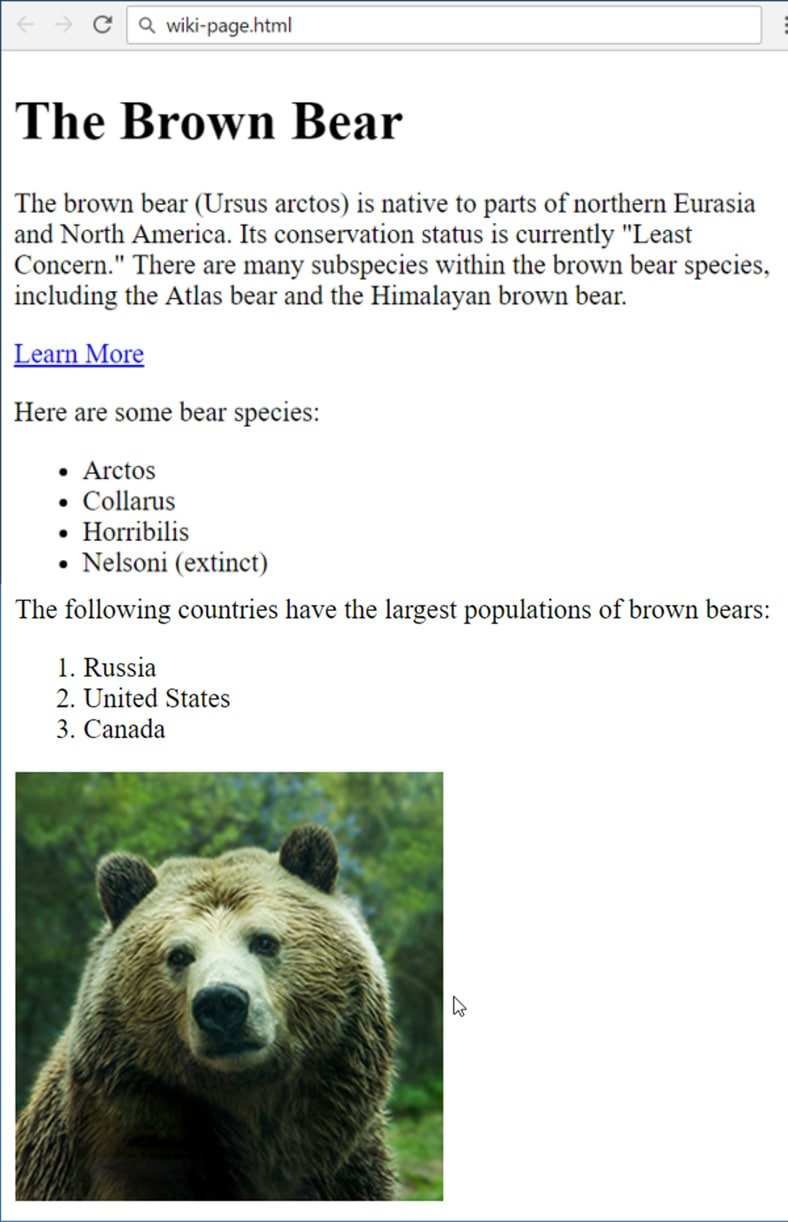 wiki-page.html
The Brown Bear
The brown bear (Ursus arctos) is native to parts of northern Eurasia
and North America. Its conservation status is currently "Least
Concern." There are many subspecies within the brown bear species,
including the Atlas bear and the Himalayan brown bear.
Learn More
Here are some bear species:
• Arctos
• Collarus
• Horribilis
• Nelsoni (extinct)
The following countries have the largest populations of brown bears:
1. Russia
2. United States
3. Canada